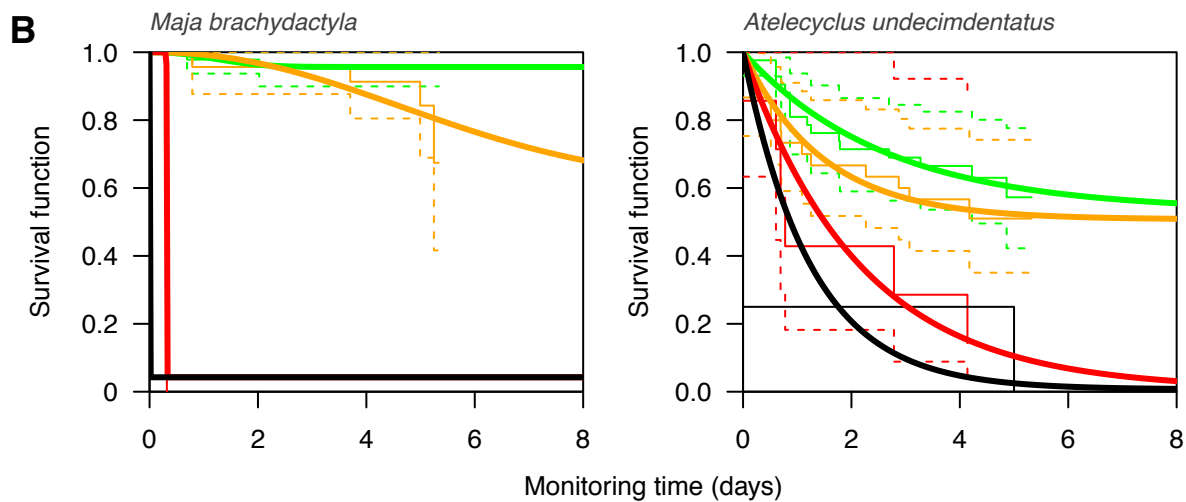 B
Maja brachydactyla
Atelecyclus undecimdentatus
Survival function
1.0
0.8
0.6
0.4
0.2
0.0
0 2 4 6 8
Survival function
1.0
0.8
0.6
0.4
0.2
0.0
0 2 4 6 8
Monitoring time (days)